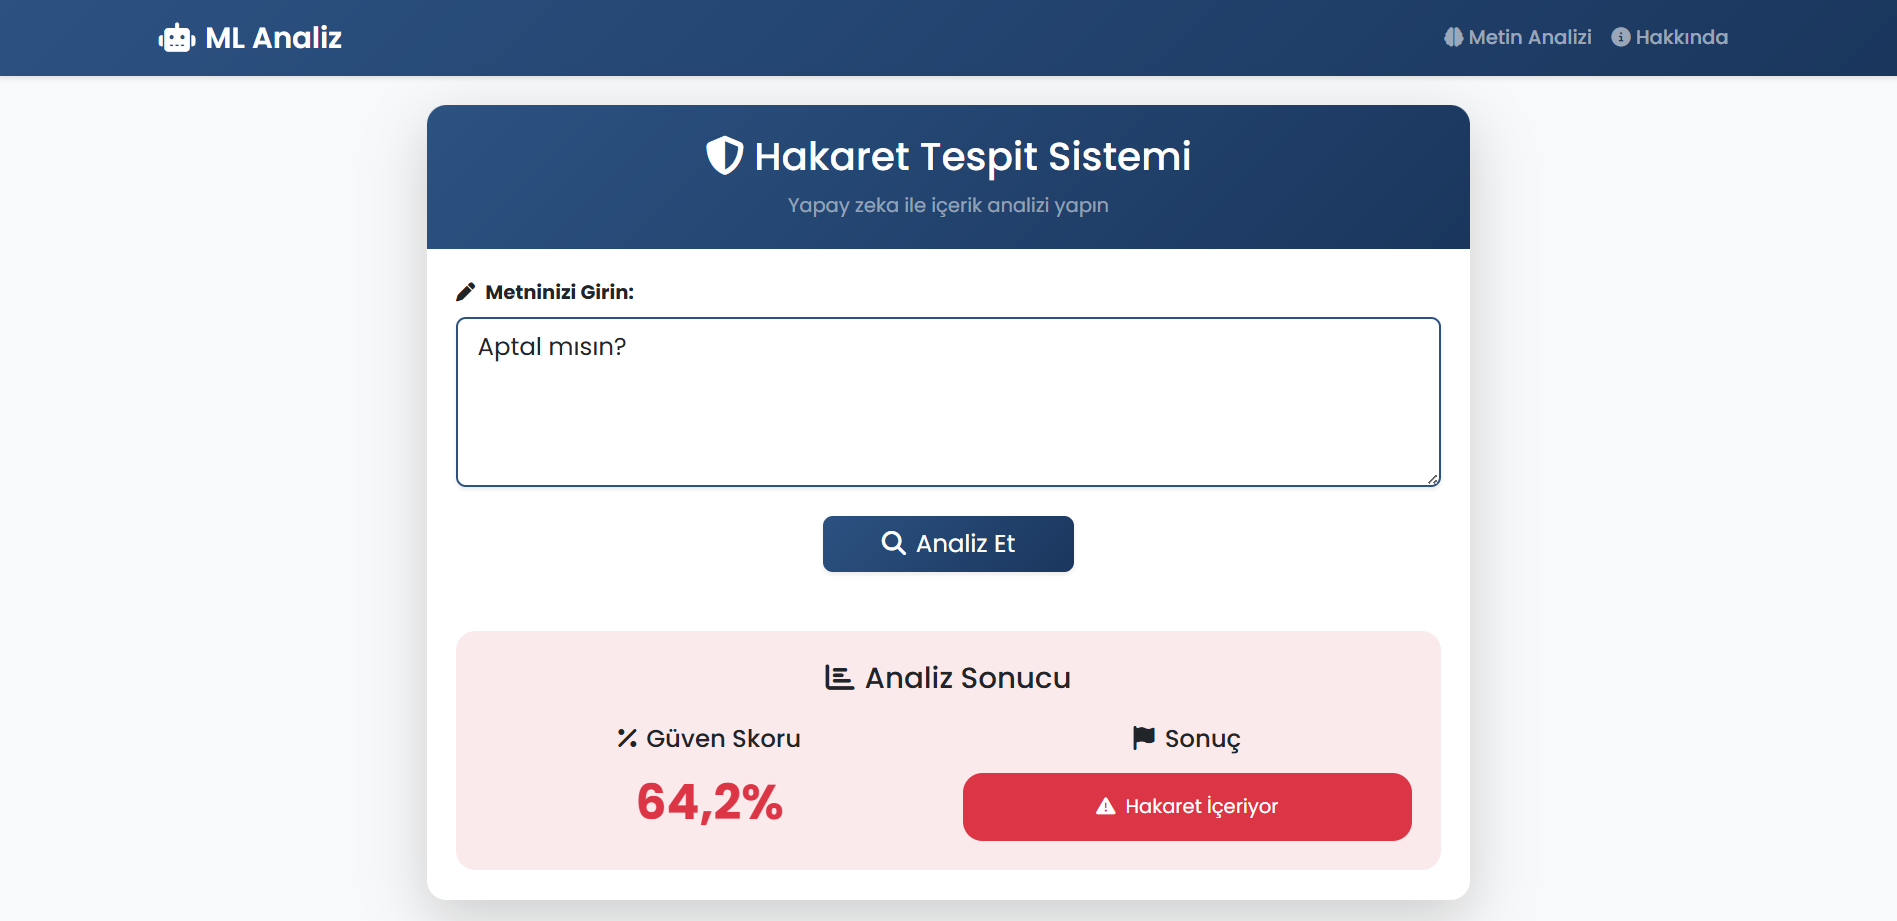 ML Analiz
Metin Analizi
Hakkında
Hakaret Tespit Sistemi
Yapay zeka ile içerik analizi yapın
Metninizi Girin:
Aptal mısın?
Analiz Et
Analiz Sonucu
Güven Skoru
Sonuç
64,2%
Hakaret İçeriyor